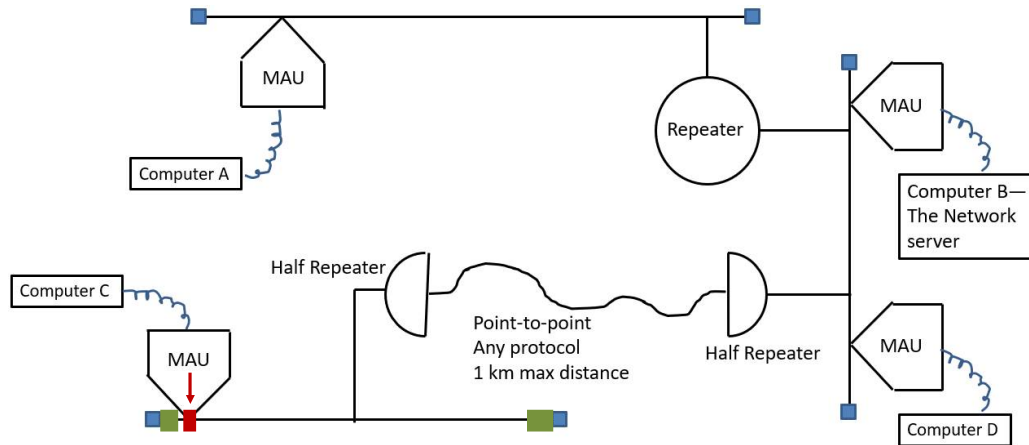 MAU
MAU
Repeater
Computer A
Computer B—
The Network
server
Half Repeater
Computer C
Point-to-point
Any protocol
1 km max distance
Half Repeater
MAU
MAU
Computer D